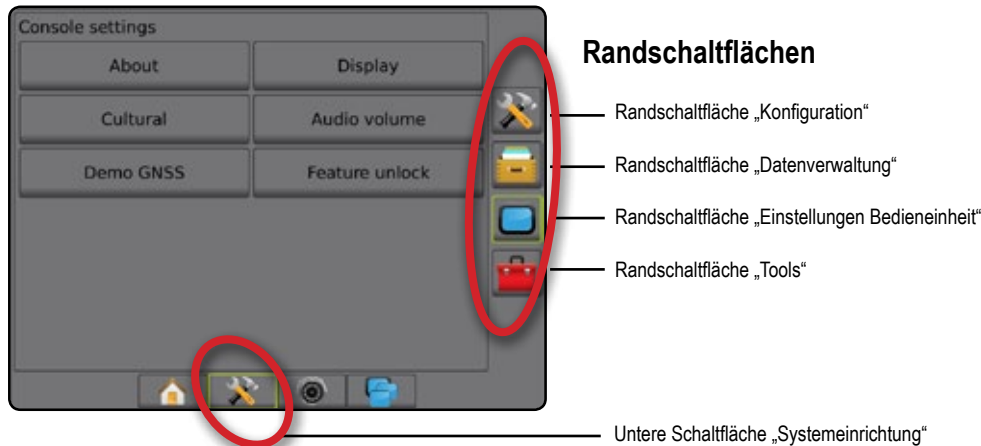 Console settings
About
Display
Cultural
Audio volume
Demo GNSS
Feature unlock
Randschaltflächen
Randschaltfläche „Konfiguration“
Randschaltfläche „Datenverwaltung“
Randschaltfläche „Einstellungen Bedieneinheit“
Randschaltfläche „Tools“
Untere Schaltfläche „Systemeinrichtung“